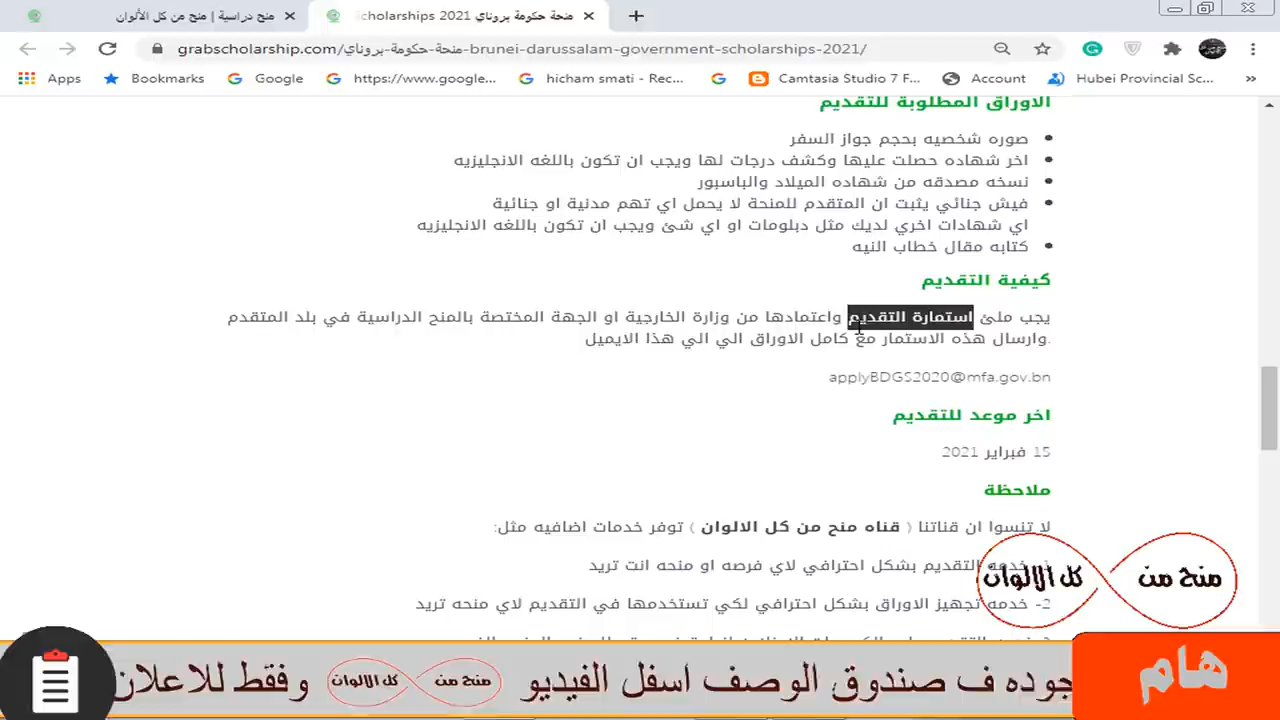 منح دراسية | منح من كل الألوان
منحة حكومة بروناي 2021 cholarships
grabscholarship.com/منحة-حكومة-بروناي-brunei-darussalam-government-scholarships-2021/
Apps Bookmarks Google https://www.google... hicham smati - Rec... Camtasia Studio 7 F... Account Hubei Provincial Sc... »
الاوراق المطلوبة للتقديم
صوره شخصيه بحجم جواز السفر
اخر شهاده حصلت عليها وكشف درجات لها ويجب ان تكون باللغه الانجليزيه
نسخه مصدقه من شهاده الميلاد والباسبور
فيش جنائي يثبت ان المتقدم للمنحة لا يحمل اي تهم مدنية او جنائية
اي شهادات اخري لديك مثل دبلومات او اي شئ ويجب ان تكون باللغه الانجليزيه
كتابه مقال خطاب النيه
كيفية التقديم
يجب ملئ استمارة التقديم واعتمادها من وزارة الخارجية او الجهة المختصة بالمنح الدراسية في بلد المتقدم
.وارسال هذه الاستمار مع كامل الاوراق الي الي هذا الايميل
applyBDGS2020@mfa.gov.bn
اخر موعد للتقديم
15 فبراير 2021
ملاحظة
لا تنسوا ان قناتنا ( قناه منح من كل الالوان ) توفر خدمات اضافيه مثل:
خدمه التقديم بشكل احترافي لاي فرصه او منحه انت تريد
2- خدمه تجهيز الاوراق بشكل احترافي لكي تستخدمها في التقديم لاي منحه تريد
منح من كل الالوان
هام
جوده ف صندوق الوصف اسفل الفيديو منح من كل الالوان وفقط للاعلان